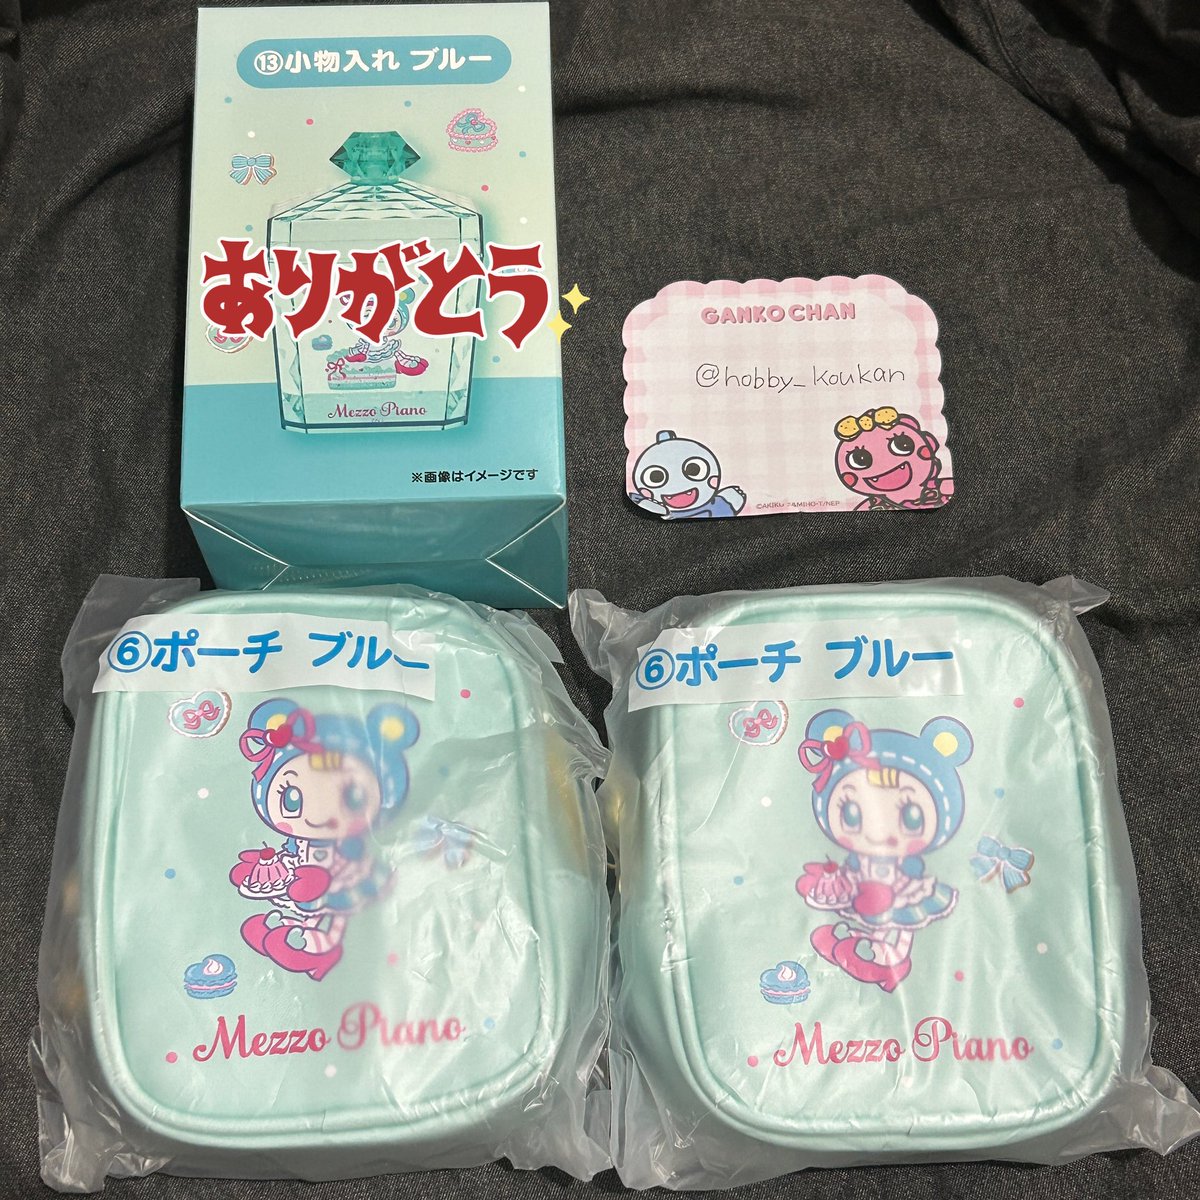 ⑬小物入れ ブルー
ありがとう
Mezzo Piano
※画像はイメージです
GANKO CHAN
@hobby_koukan
⑥ポーチ ブルー
Mezzo Piano
⑥ポーチ ブルー
Mezzo Piano